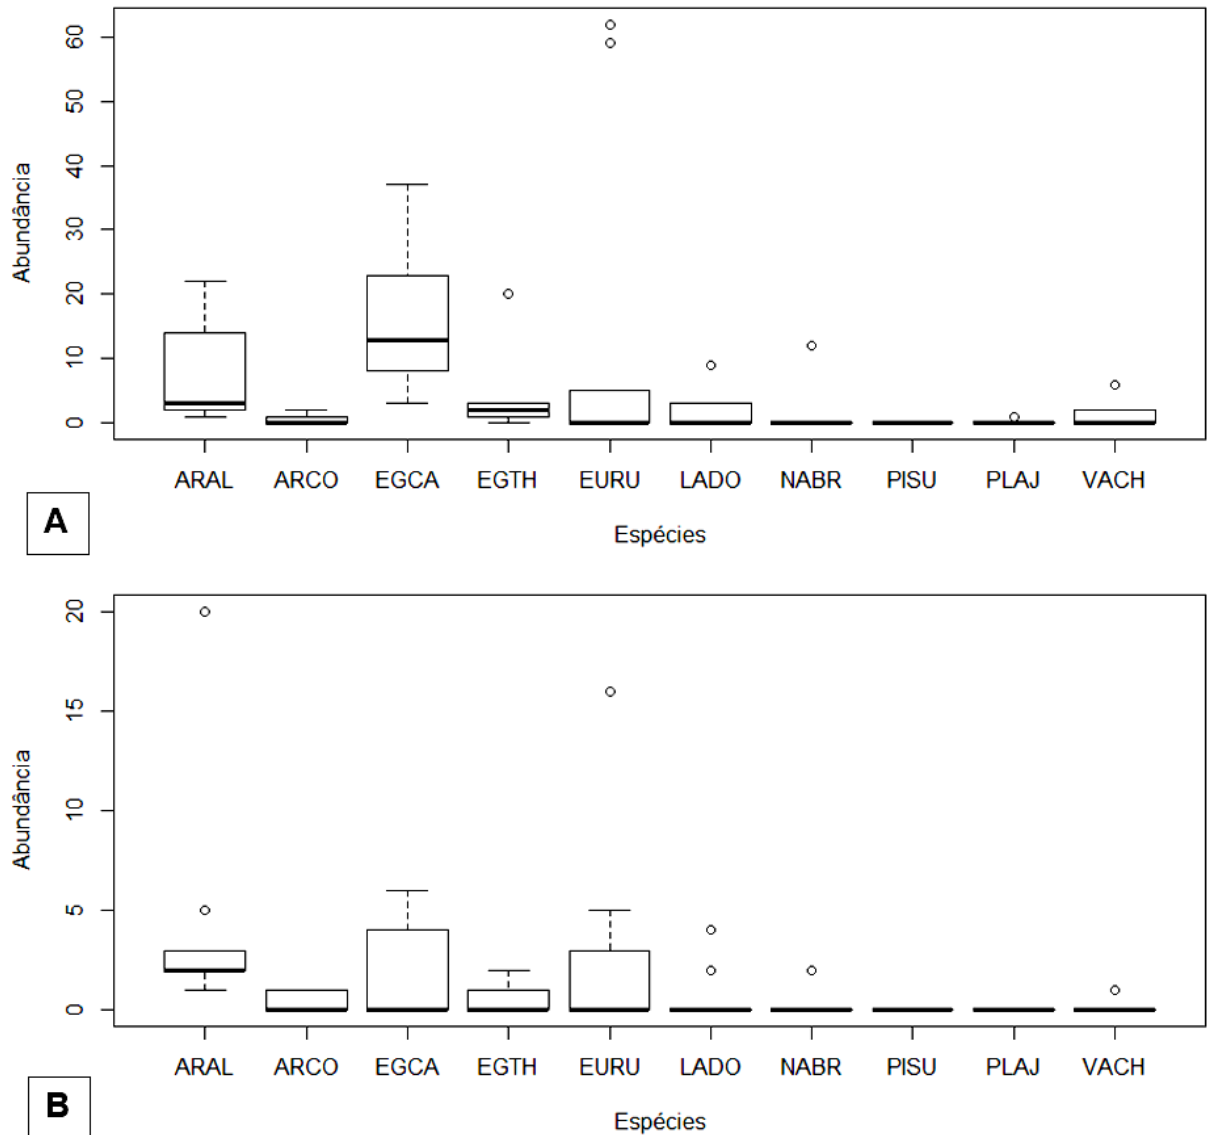 Abundância
60
50
40
30
20
10
0
ARAL ARCO EGCA EGTH EURU LADO NABR PISU PLAJ VACH
Espécies
A
Abundância
20
15
10
5
0
ARAL ARCO EGCA EGTH EURU LADO NABR PISU PLAJ VACH
Espécies
B